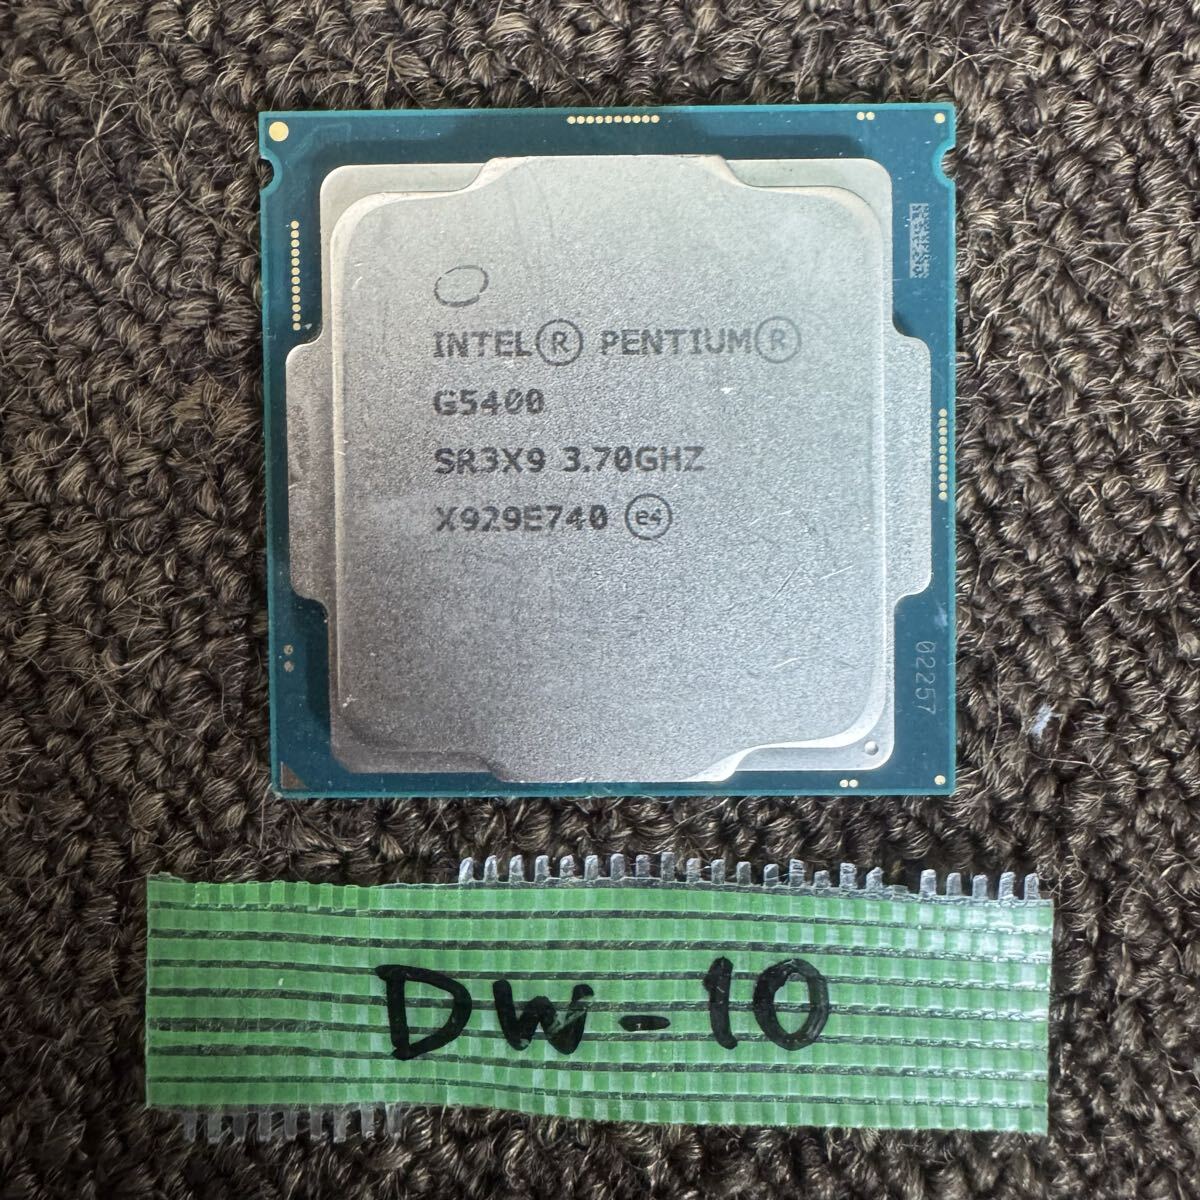 INTEL® PENTIUM®
G5400
SR3X9 3.70GHZ
X929E740 e4
02257
DW-10